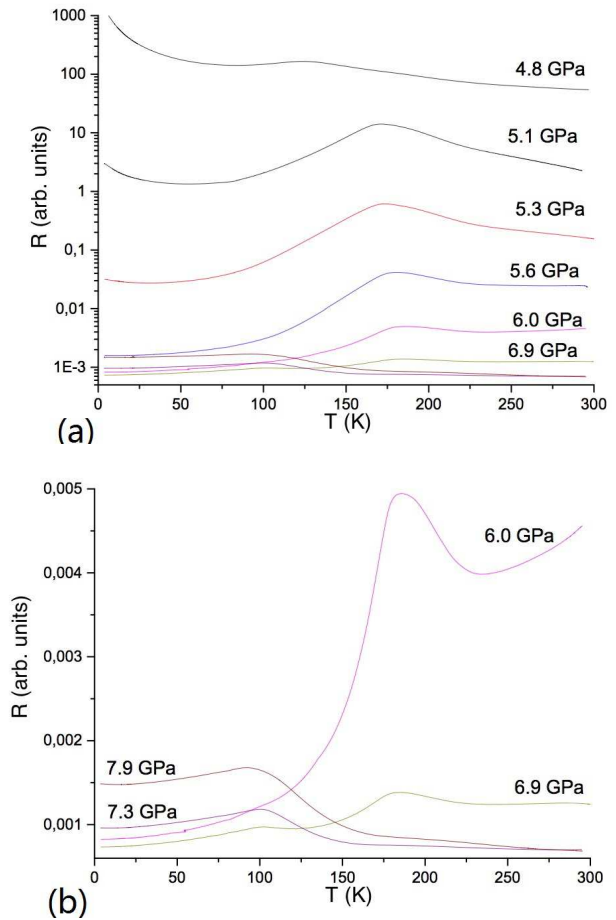 1000
100
10
1
0,1
0,01
1E-3
R (arb. units)
4.8 GPa
5.1 GPa
5.3 GPa
5.6 GPa
6.0 GPa
6.9 GPa
0 50 100 150 200 250 300
T (K)
(a)
0,005
0,004
0,003
0,002
0,001
R (arb. units)
6.0 GPa
7.9 GPa
7.3 GPa
6.9 GPa
0 50 100 150 200 250 300
T (K)
(b)